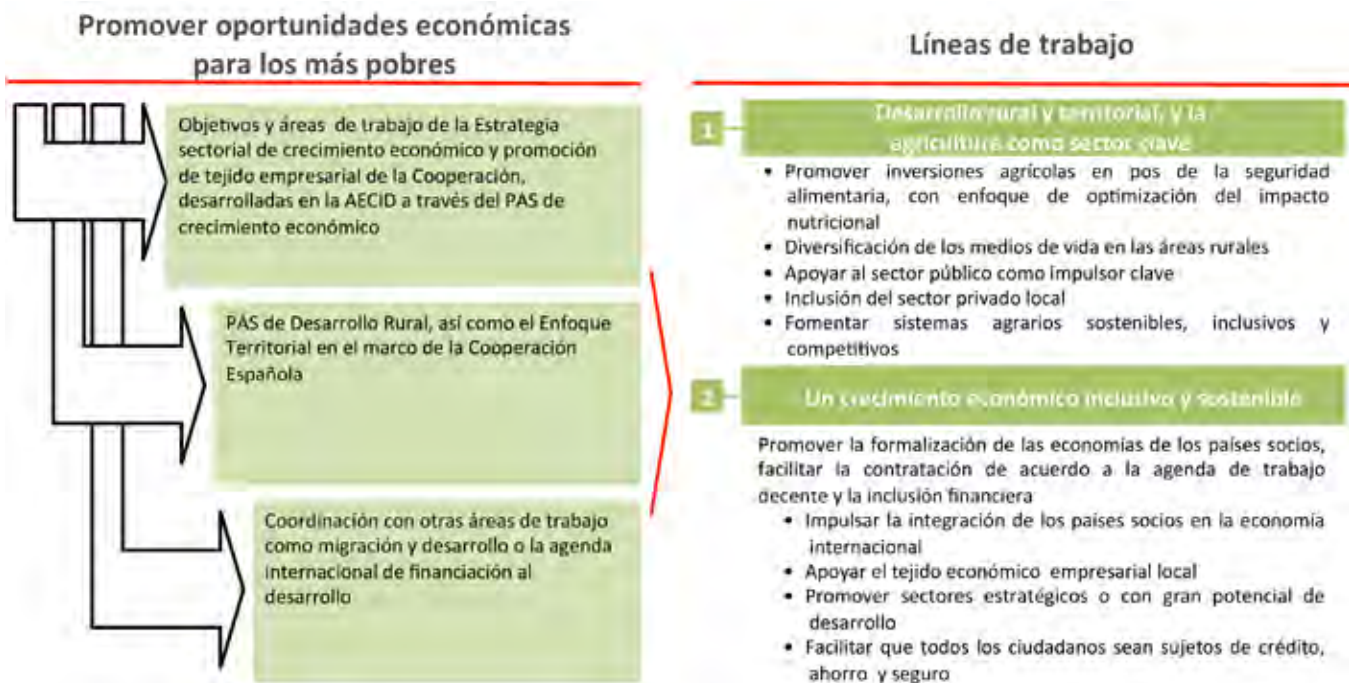 Promover oportunidades económicas
para los más pobres
Objetivos y áreas de trabajo de la Estrategia
sectorial de crecimiento económico y promoción
de tejido empresarial de la Cooperación,
desarrolladas en la AECID a través del PAS de
crecimiento económico
PAS de Desarrollo Rural, así como el Enfoque
Territorial en el marco de la Cooperación
Española
Coordinación con otras áreas de trabajo
como migración y desarrollo o la agenda
internacional de financiación al
desarrollo
Líneas de trabajo
1
Desarrollo rural y territorial, y la
agricultura como sector clave
• Promover inversiones agrícolas en pos de la seguridad
alimentaria, con enfoque de optimización del impacto
nutricional
• Diversificación de los medios de vida en las áreas rurales
• Apoyar al sector público como impulsor clave
• Inclusión del sector privado local
• Fomentar sistemas agrarios sostenibles, inclusivos y
competitivos
2
Un crecimiento económico inclusivo y sostenible
Promover la formalización de las economías de los países socios,
facilitar la contratación de acuerdo a la agenda de trabajo
decente y la inclusión financiera
• Impulsar la integración de los países socios en la economía
internacional
• Apoyar el tejido económico empresarial local
• Promover sectores estratégicos o con gran potencial de
desarrollo
• Facilitar que todos los ciudadanos sean sujetos de crédito,
ahorro y seguro